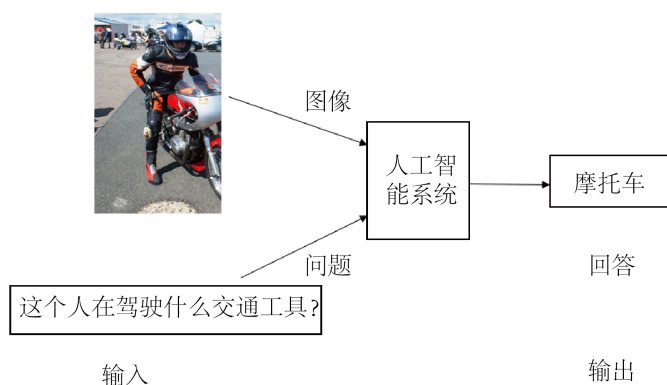 图像
人工智
能系统
摩托车
问题
回答
这个人在驾驶什么交通工具?
输入
输出